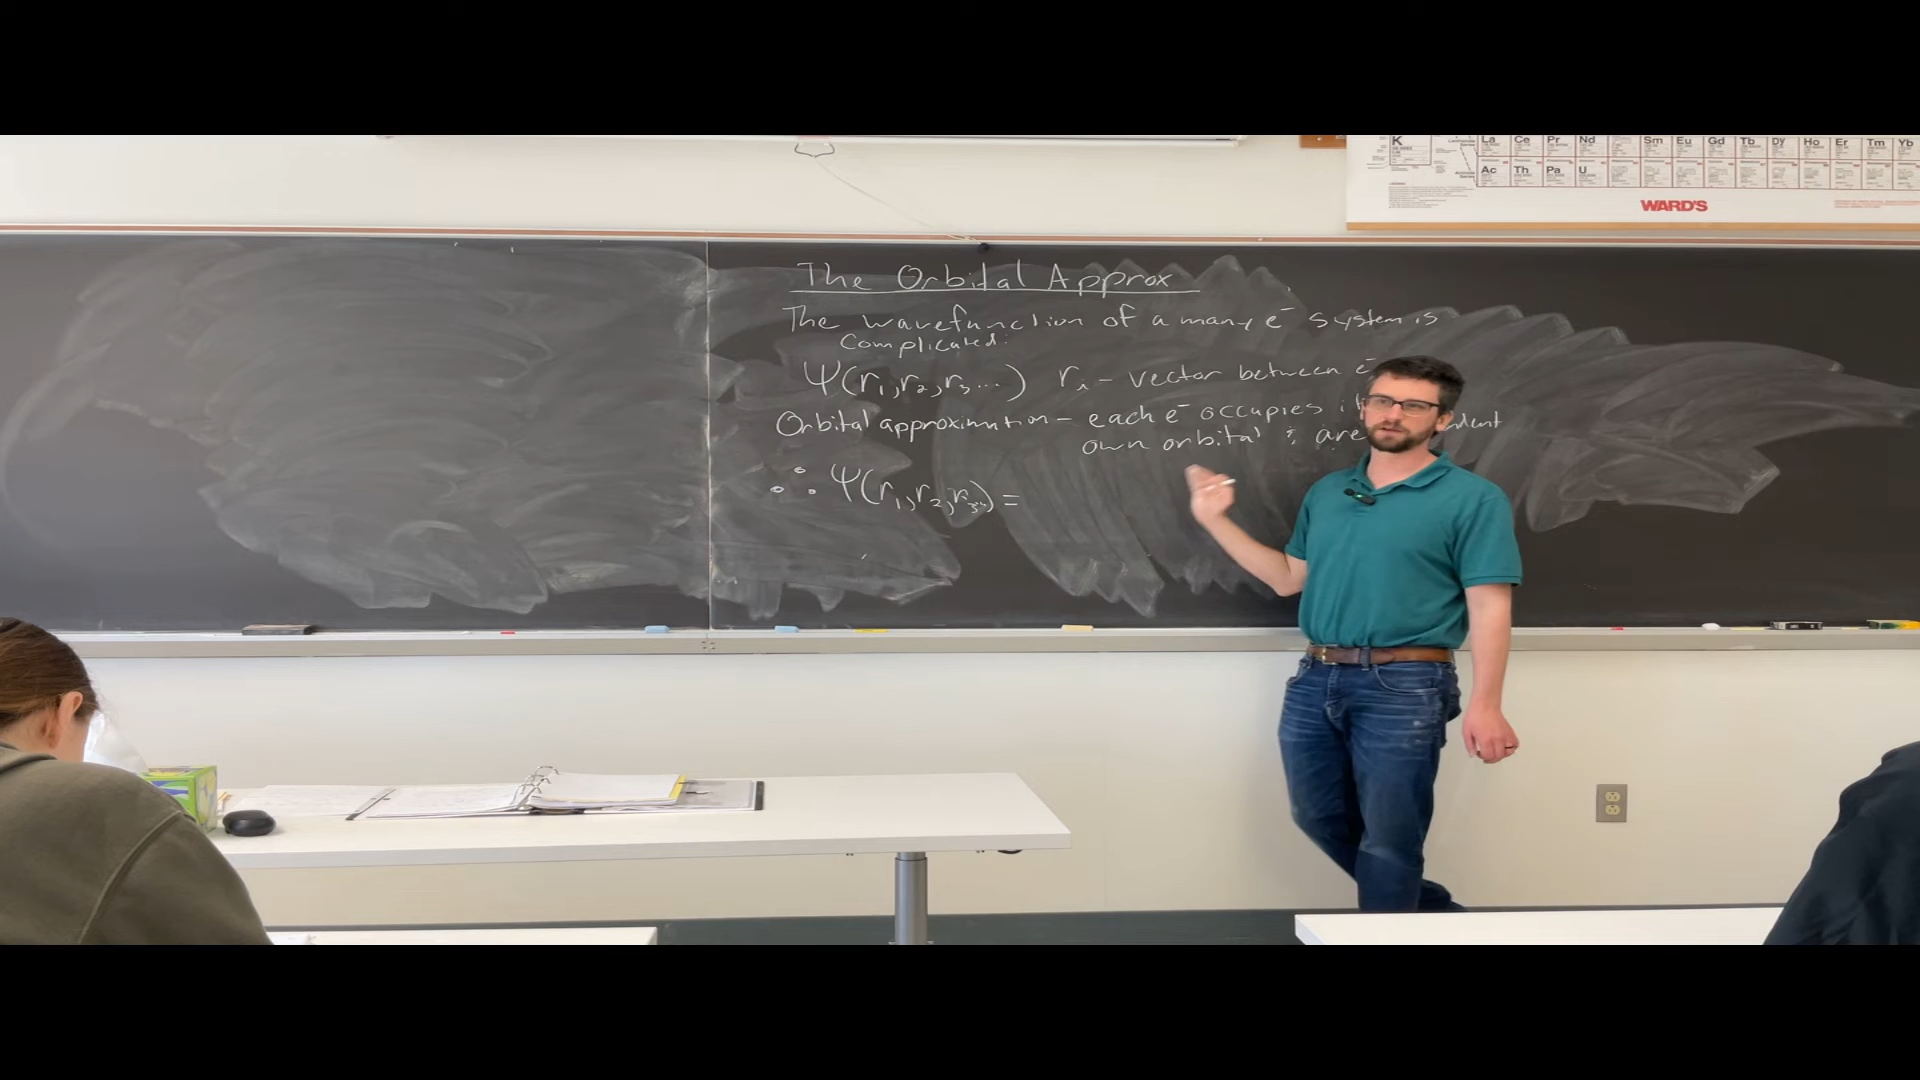 K La Ce Pr Nd Sm Eu Gd Tb Dy Ho Er Tm Yb
Ac Th Pa U
WARD'S
The Orbital Approx
The wavefunction of a many e⁻ system is
complicated:
Ψ(r₁,r₂,r₃...) rᵢ - vector between e⁻
Orbital approximation - each e⁻ occupies
own orbital & are
∴ Ψ(r₁,r₂,r₃..) =